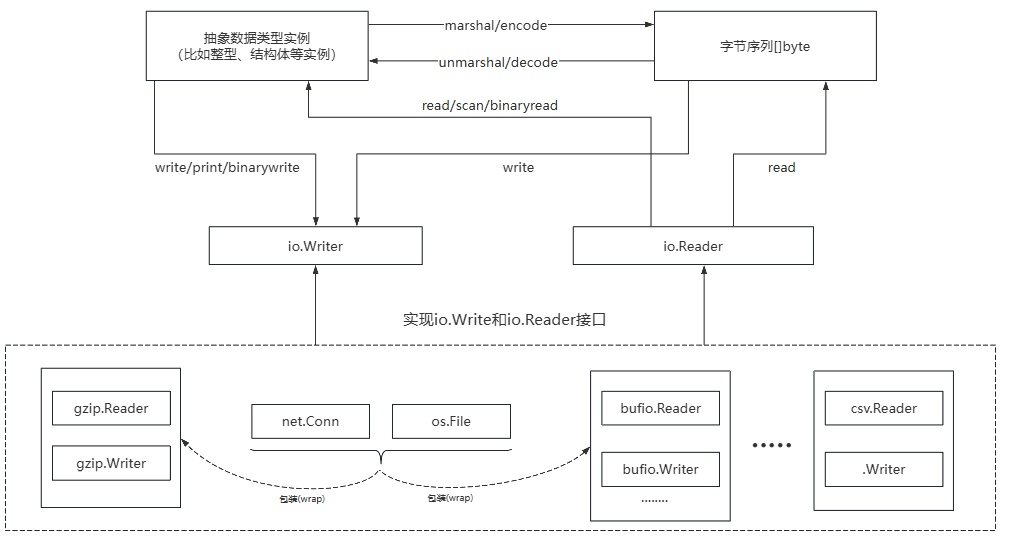 抽象数据类型实例
(比如整型、结构体等实例)
marshal/encode
字节序列[]byte
unmarshal/decode
read/scan/binaryread
write/print/binarywrite
write
read
io.Writer
io.Reader
实现io.Write和io.Reader接口
gzip.Reader
gzip.Writer
net.Conn
os.File
包装(wrap)
包装(wrap)
bufio.Reader
bufio.Writer
........
•••••
csv.Reader
.Writer